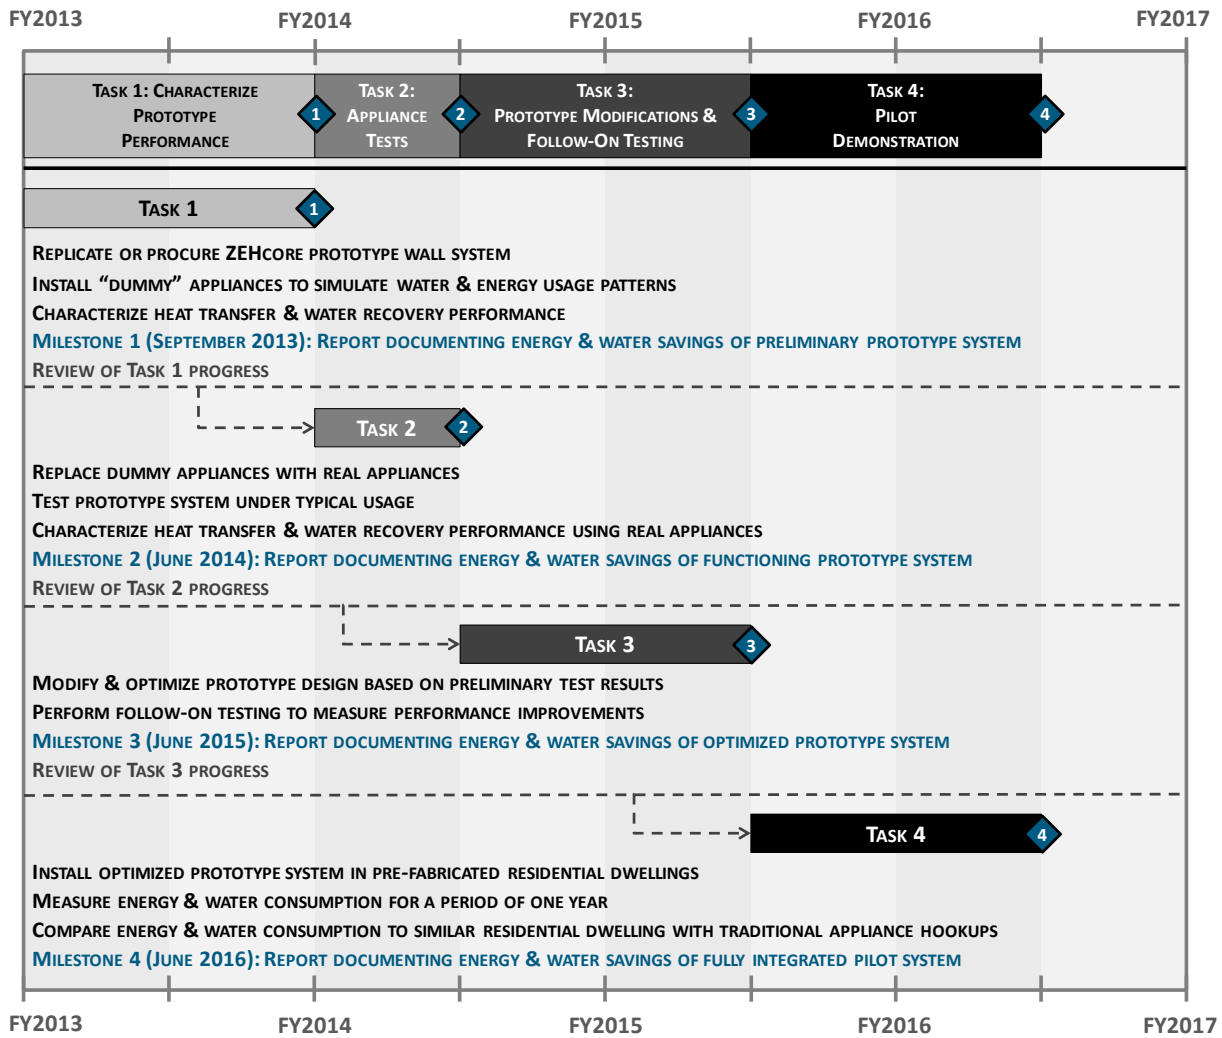 FY2013 FY2014 FY2015 FY2016 FY2017
Task 1: Characterize
Prototype
Performance
1
Task 2:
Appliance
Tests
2
Task 3:
Prototype Modifications &
Follow-On Testing
3
Task 4:
Pilot
Demonstration
4
Task 1
1
Replicate or procure ZEHcore prototype wall system
Install “dummy” appliances to simulate water & energy usage patterns
Characterize heat transfer & water recovery performance
Milestone 1 (September 2013): Report documenting energy & water savings of preliminary prototype system
Review of Task 1 progress
Task 2
2
Replace dummy appliances with real appliances
Test prototype system under typical usage
Characterize heat transfer & water recovery performance using real appliances
Milestone 2 (June 2014): Report documenting energy & water savings of functioning prototype system
Review of Task 2 progress
Task 3
3
Modify & optimize prototype design based on preliminary test results
Perform follow-on testing to measure performance improvements
Milestone 3 (June 2015): Report documenting energy & water savings of optimized prototype system
Review of Task 3 progress
Task 4
4
Install optimized prototype system in pre-fabricated residential dwellings
Measure energy & water consumption for a period of one year
Compare energy & water consumption to similar residential dwelling with traditional appliance hookups
Milestone 4 (June 2016): Report documenting energy & water savings of fully integrated pilot system
FY2013 FY2014 FY2015 FY2016 FY2017